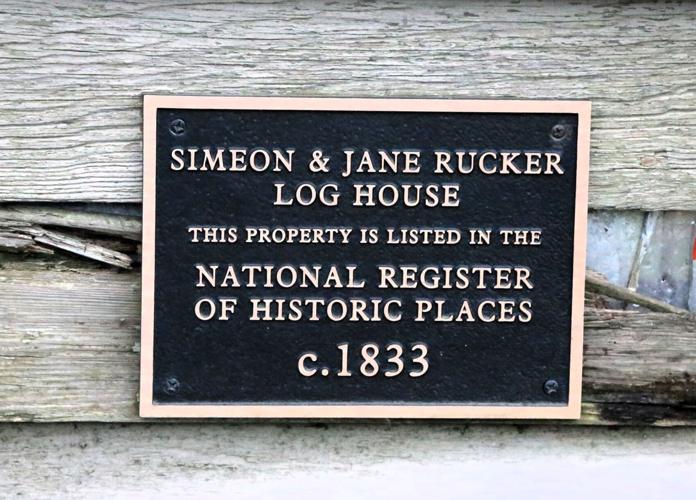 SIMEON & JANE RUCKER
LOG HOUSE
THIS PROPERTY IS LISTED IN THE
NATIONAL REGISTER
OF HISTORIC PLACES
c.1833